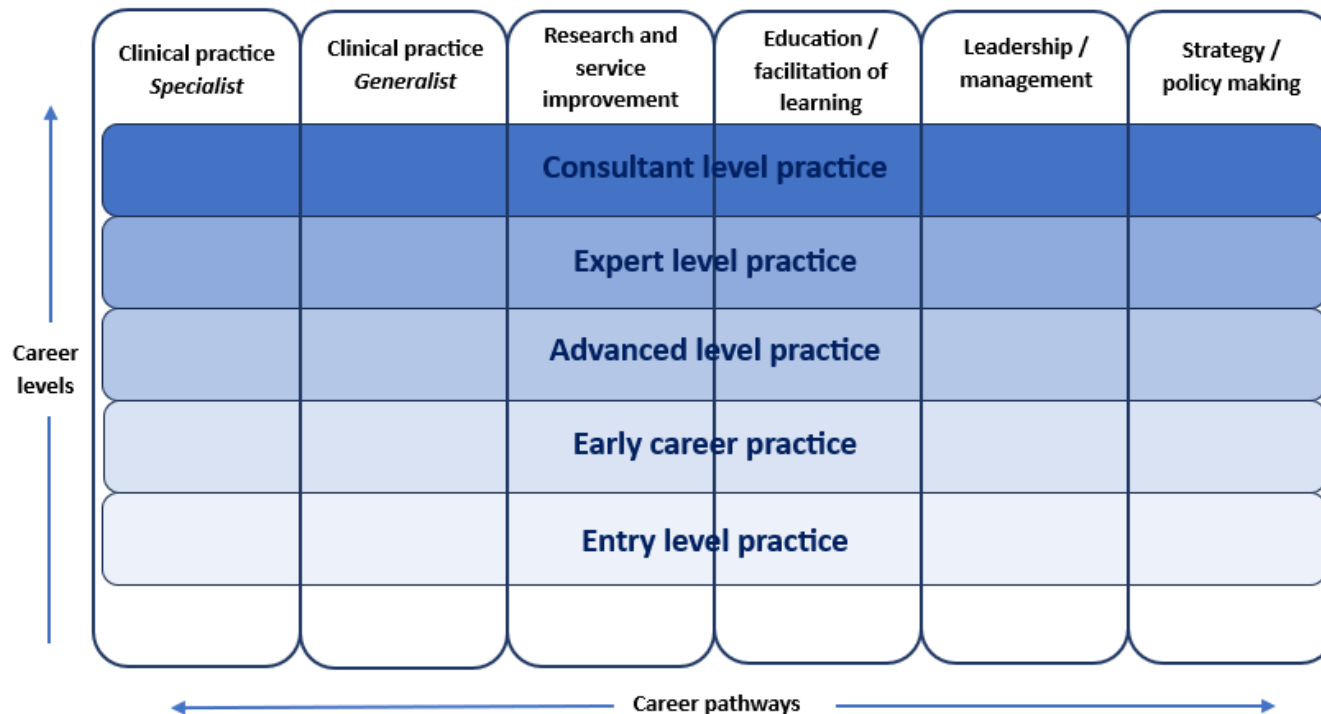 Clinical practice
Specialist
Clinical practice
Generalist
Research and
service
improvement
Education /
facilitation of
learning
Leadership /
management
Strategy /
policy making
Consultant level practice
Expert level practice
Advanced level practice
Early career practice
Entry level practice
Career
levels
Career pathways